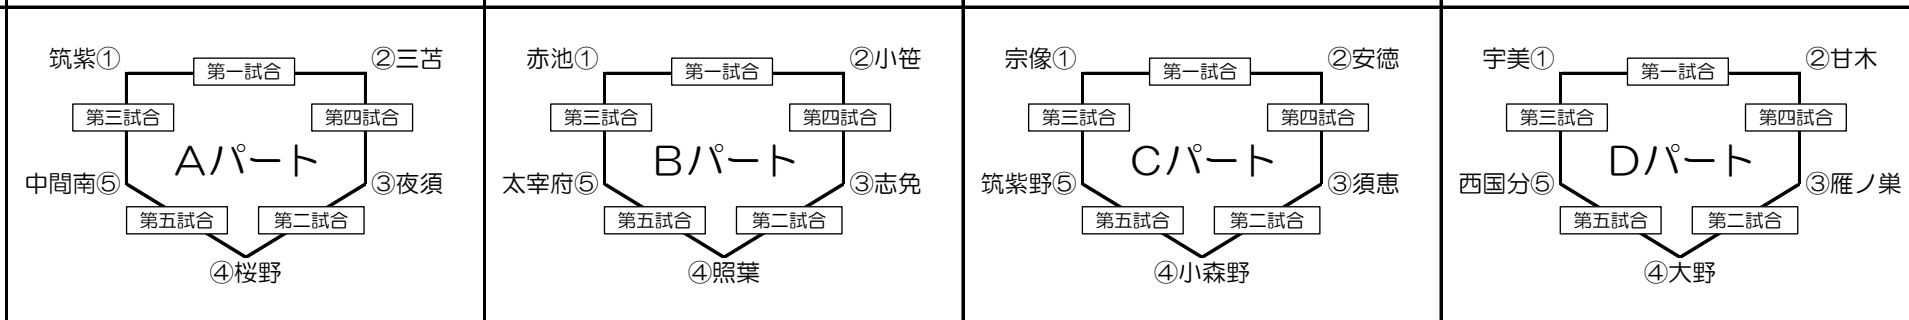 筑紫①
②三苫
第一試合
第三試合
第四試合
Aパート
中間南⑤
③夜須
第五試合
第二試合
④桜野
赤池①
②小笹
第一試合
第三試合
第四試合
Bパート
太宰府⑤
③志免
第五試合
第二試合
④照葉
宗像①
②安徳
第一試合
第三試合
第四試合
Cパート
筑紫野⑤
③須恵
第五試合
第二試合
④小森野
宇美①
②甘木
第一試合
第三試合
第四試合
Dパート
西国分⑤
③雁ノ巣
第五試合
第二試合
④大野